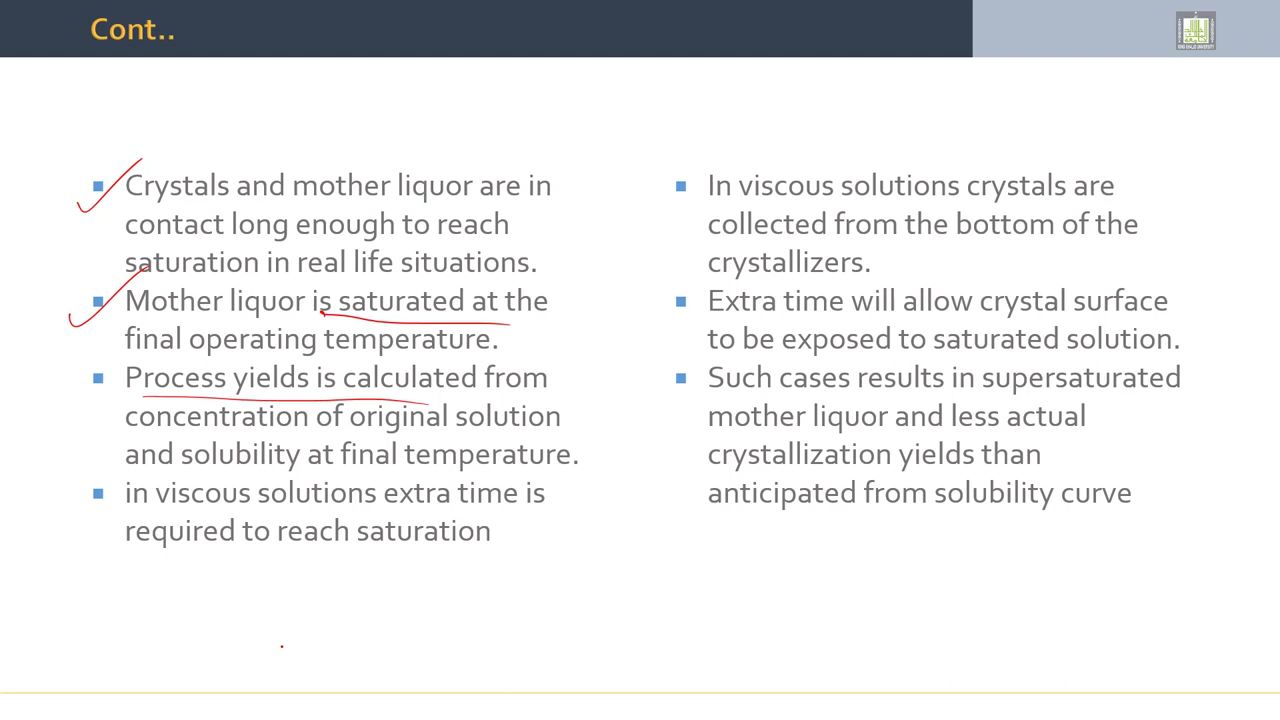 Cont..
Crystals and mother liquor are in
contact long enough to reach
saturation in real life situations.
Mother liquor is saturated at the
final operating temperature.
Process yields is calculated from
concentration of original solution
and solubility at final temperature.
in viscous solutions extra time is
required to reach saturation
In viscous solutions crystals are
collected from the bottom of the
crystallizers.
Extra time will allow crystal surface
to be exposed to saturated solution.
Such cases results in supersaturated
mother liquor and less actual
crystallization yields than
anticipated from solubility curve